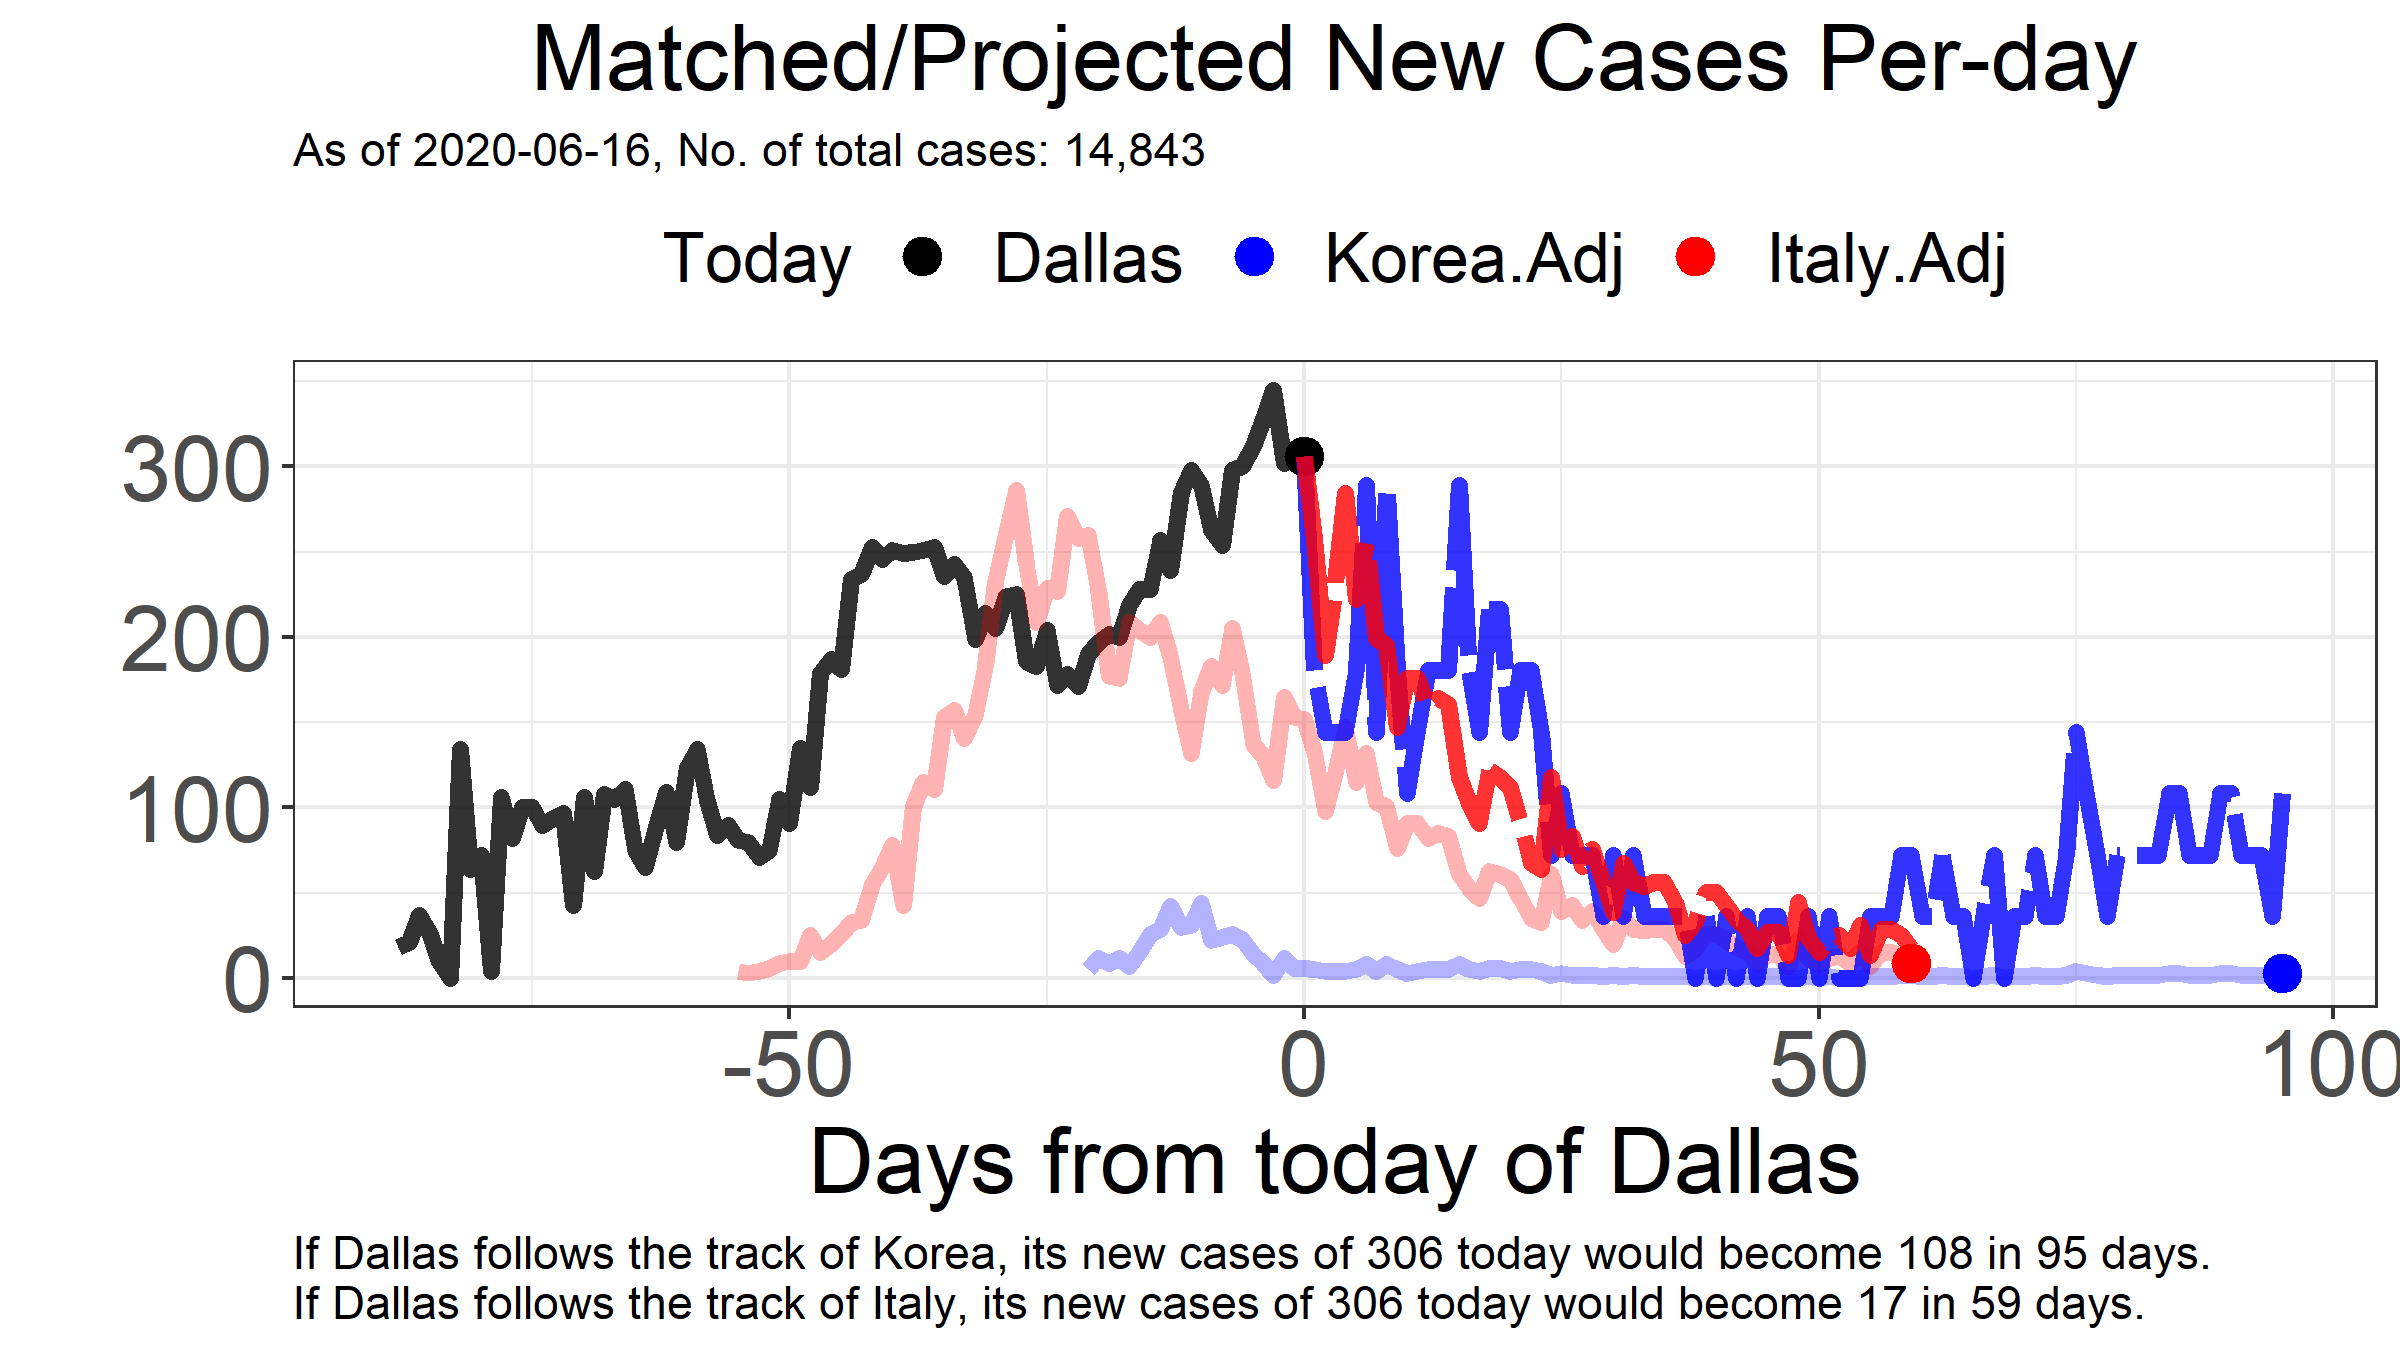 Matched/Projected New Cases Per-day
As of 2020-06-16, No. of total cases: 14,843
Today Dallas Korea.Adj Italy.Adj
300
200
100
0
-50 0 50 100
Days from today of Dallas
If Dallas follows the track of Korea, its new cases of 306 today would become 108 in 95 days.
If Dallas follows the track of Italy, its new cases of 306 today would become 17 in 59 days.